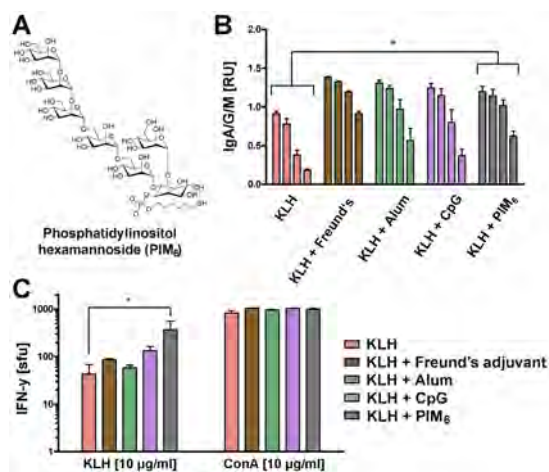 A
Phosphatidylinositol
hexamannoside (PIM₆)
B
*
IgA/G/M [RU]
1.5
1.0
0.5
0.0
KLH
KLH + Freund's
KLH + Alum
KLH + CpG
KLH + PIM₆
C
*
IFN-y [sfu]
1000
100
10
1
KLH [10 µg/ml]
ConA [10 µg/ml]
KLH
KLH + Freund's adjuvant
KLH + Alum
KLH + CpG
KLH + PIM₆